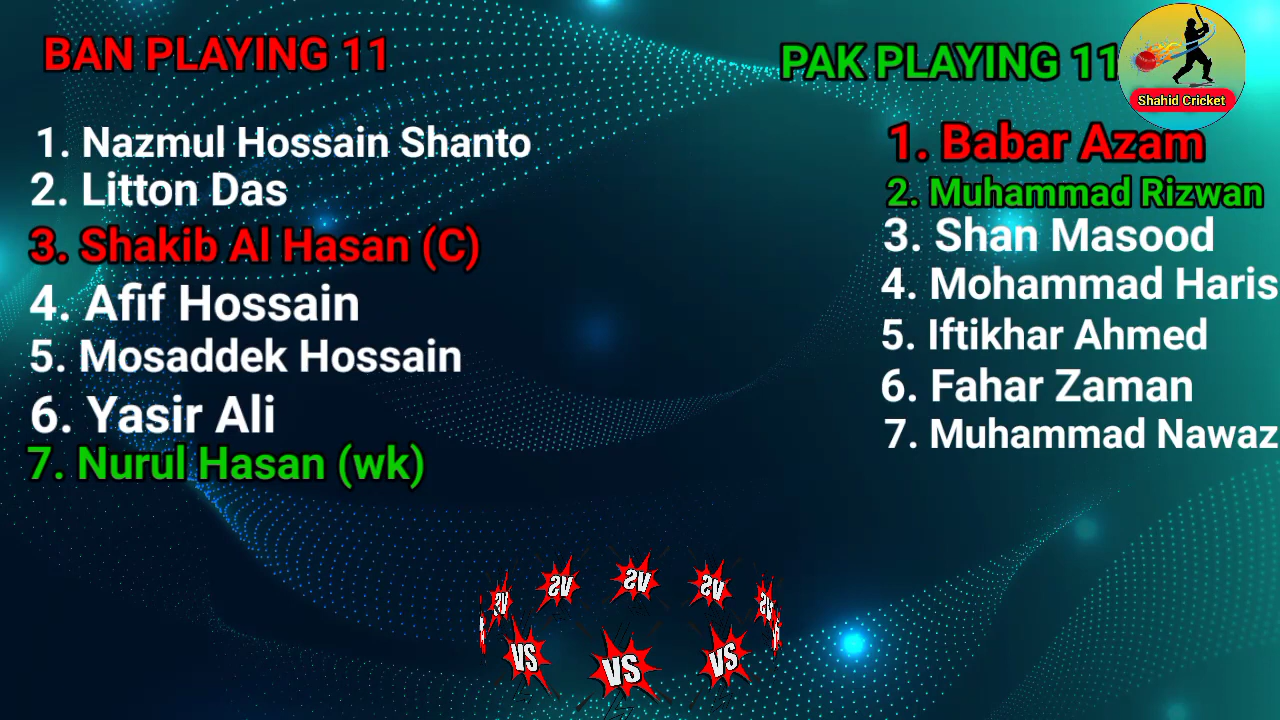 BAN PLAYING 11
1. Nazmul Hossain Shanto
2. Litton Das
3. Shakib Al Hasan (C)
4. Afif Hossain
5. Mosaddek Hossain
6. Yasir Ali
7. Nurul Hasan (wk)
PAK PLAYING 11
Shahid Cricket
1. Babar Azam
2. Muhammad Rizwan
3. Shan Masood
4. Mohammad Haris
5. Iftikhar Ahmed
6. Fahar Zaman
7. Muhammad Nawaz
VS VS VS VS VS
VS VS VS